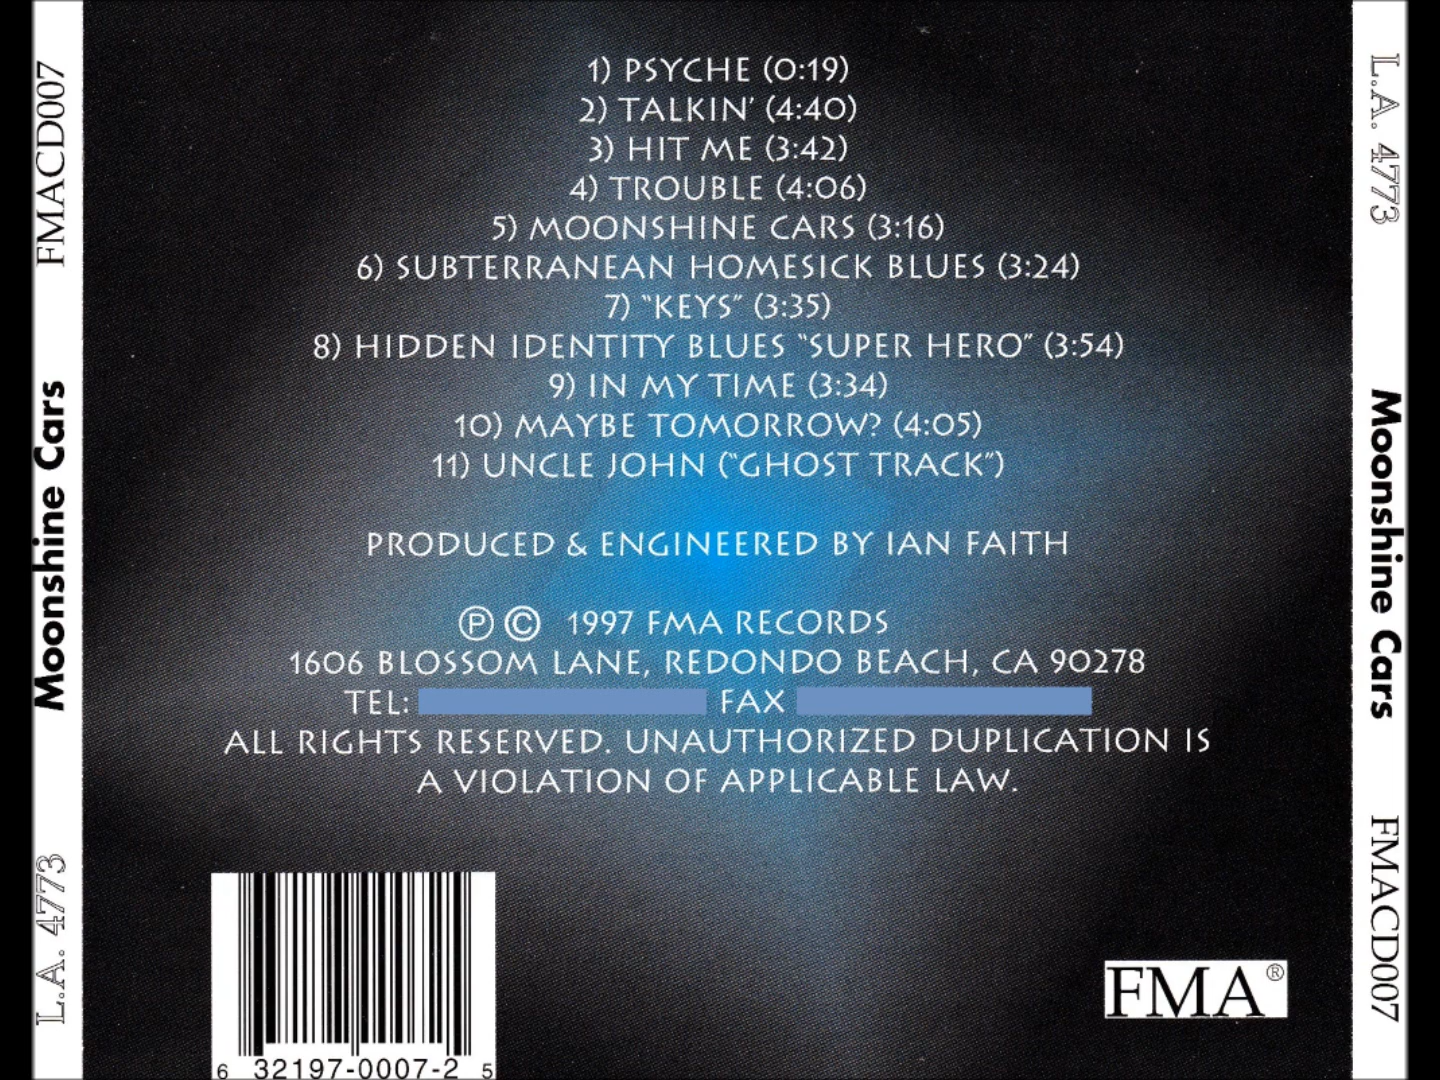 1) PSYCHE (0:19)
2) TALKIN' (4:40)
3) HIT ME (3:42)
4) TROUBLE (4:06)
5) MOONSHINE CARS (3:16)
6) SUBTERRANEAN HOMESICK BLUES (3:24)
7) "KEYS" (3:35)
8) HIDDEN IDENTITY BLUES "SUPER HERO" (3:54)
9) IN MY TIME (3:34)
10) MAYBE TOMORROW? (4:05)
11) UNCLE JOHN ("GHOST TRACK")
PRODUCED & ENGINEERED BY IAN FAITH
℗ © 1997 FMA RECORDS
1606 BLOSSOM LANE, REDONDO BEACH, CA 90278
TEL: FAX
ALL RIGHTS RESERVED. UNAUTHORIZED DUPLICATION IS
A VIOLATION OF APPLICABLE LAW.
6 32197-0007-2 5
FMA®
L.A. 4773 Moonshine Cars FMACD007
L.A. 4773 Moonshine Cars FMACD007